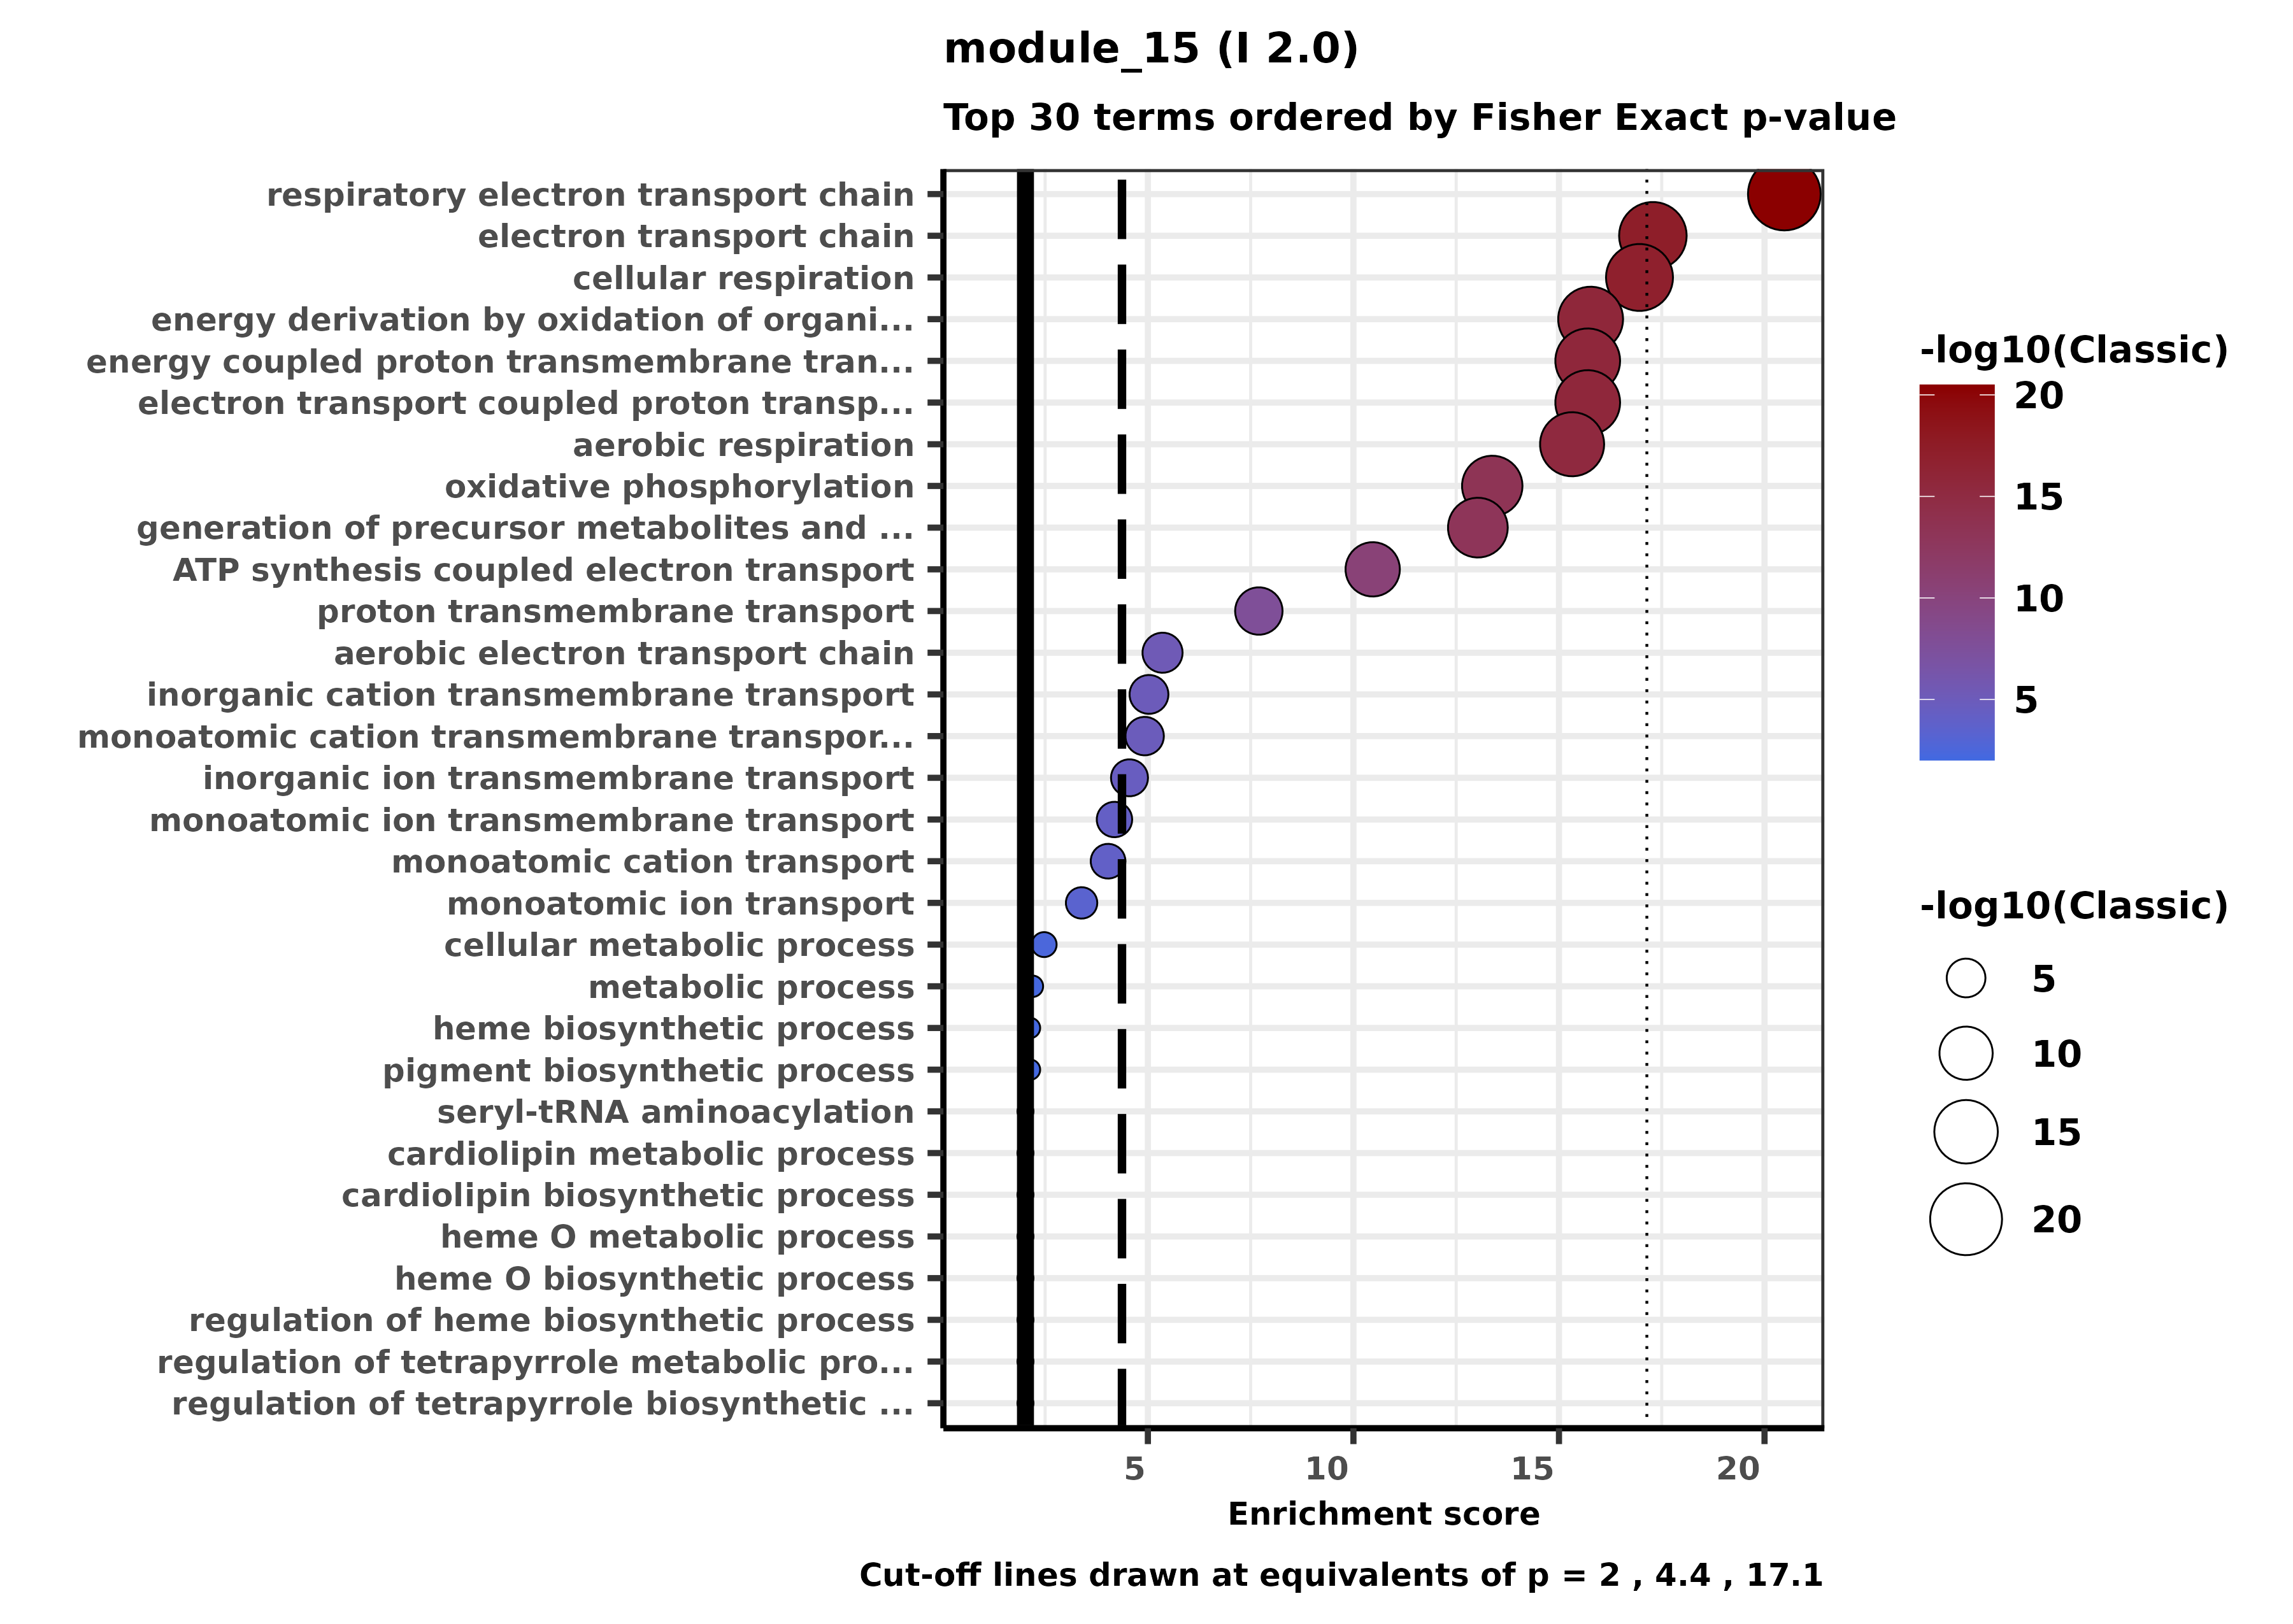 module_15 (I 2.0)
Top 30 terms ordered by Fisher Exact p-value
respiratory electron transport chain
electron transport chain
cellular respiration
energy derivation by oxidation of organi...
energy coupled proton transmembrane tran...
electron transport coupled proton transp...
aerobic respiration
oxidative phosphorylation
generation of precursor metabolites and ...
ATP synthesis coupled electron transport
proton transmembrane transport
aerobic electron transport chain
inorganic cation transmembrane transport
monoatomic cation transmembrane transpor...
inorganic ion transmembrane transport
monoatomic ion transmembrane transport
monoatomic cation transport
monoatomic ion transport
cellular metabolic process
metabolic process
heme biosynthetic process
pigment biosynthetic process
seryl-tRNA aminoacylation
cardiolipin metabolic process
cardiolipin biosynthetic process
heme O metabolic process
heme O biosynthetic process
regulation of heme biosynthetic process
regulation of tetrapyrrole metabolic pro...
regulation of tetrapyrrole biosynthetic ...
5 10 15 20
Enrichment score
Cut-off lines drawn at equivalents of p = 2 , 4.4 , 17.1
-log10(Classic)
20
15
10
5
-log10(Classic)
5
10
15
20